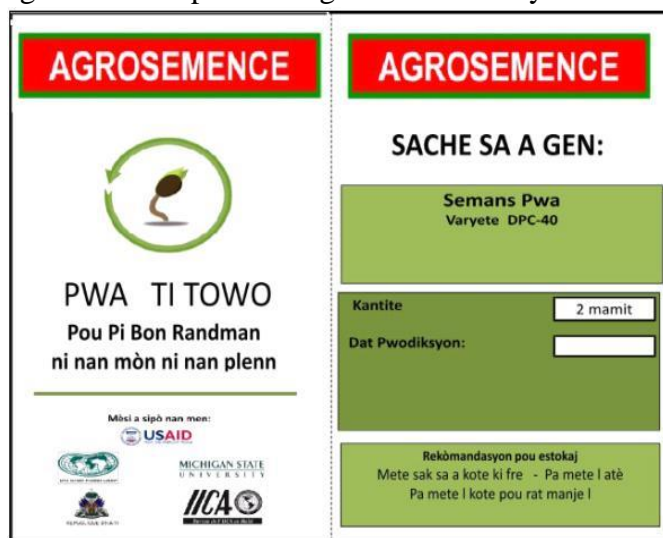 AGROSEMENCE
PWA TI TOWO
Pou Pi Bon Randman
ni nan mòn ni nan plenn
Mèsi a sipò nan men:
USAID
MICHIGAN STATE
UNIVERSITY
IICA
AGROSEMENCE
SACHE SA A GEN:
Semans Pwa
Varyete DPC-40
Kantite
2 mamit
Dat Pwodiksyon:
Rekòmandasyon pou estokaj
Mete sak sa a kote ki fre - Pa mete l atè
Pa mete l kote pou rat manje l